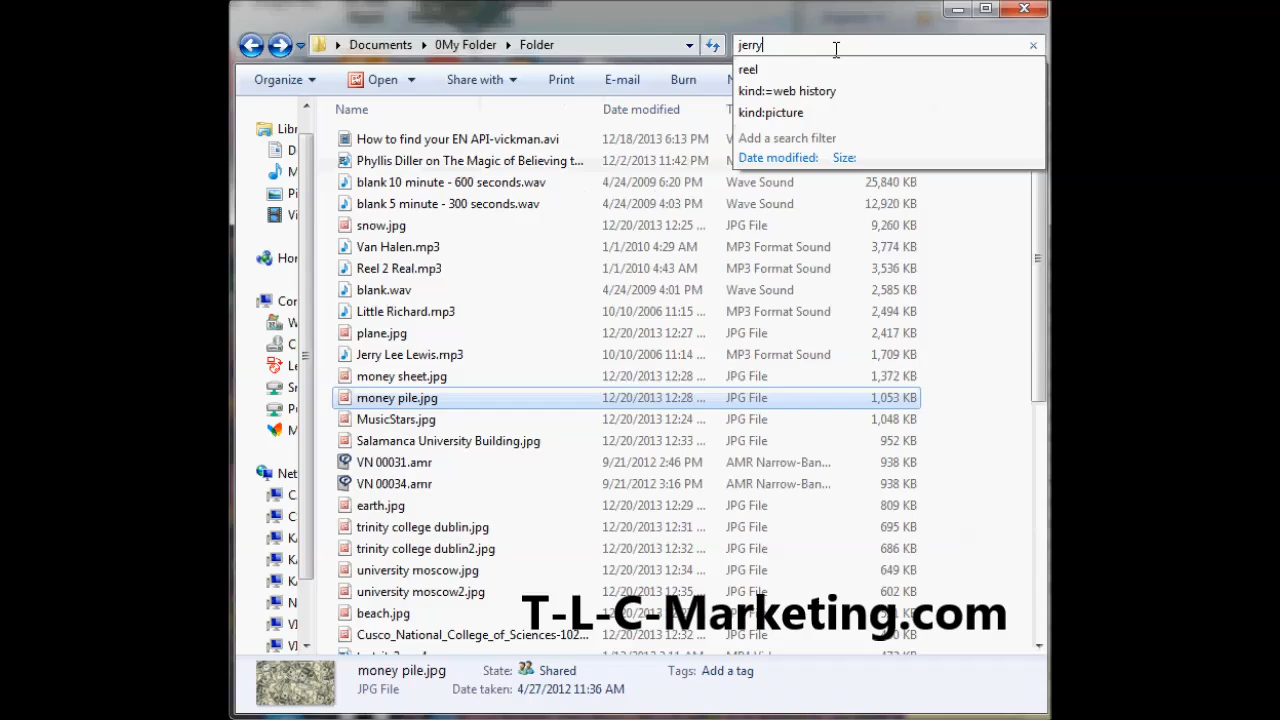 Documents 0My Folder Folder jerry
reel
Organize Open Share with Print E-mail Burn
kind:=web history
kind:picture
Name Date modified
Add a search filter
Date modified: Size:
How to find your EN API-vickman.avi 12/18/2013 6:13 PM
Phyllis Diller on The Magic of Believing t... 12/2/2013 11:42 PM
blank 10 minute - 600 seconds.wav 4/24/2009 6:20 PM Wave Sound 25,840 KB
blank 5 minute - 300 seconds.wav 4/24/2009 4:03 PM Wave Sound 12,920 KB
snow.jpg 12/20/2013 12:25 ... JPG File 9,260 KB
Van Halen.mp3 1/1/2010 4:29 AM MP3 Format Sound 3,774 KB
Reel 2 Real.mp3 1/1/2010 4:43 AM MP3 Format Sound 3,536 KB
blank.wav 4/24/2009 4:01 PM Wave Sound 2,585 KB
Little Richard.mp3 10/10/2006 11:15 ... MP3 Format Sound 2,494 KB
plane.jpg 12/20/2013 12:27 ... JPG File 2,417 KB
Jerry Lee Lewis.mp3 10/10/2006 11:14 ... MP3 Format Sound 1,709 KB
money sheet.jpg 12/20/2013 12:28 ... JPG File 1,372 KB
money pile.jpg 12/20/2013 12:28 ... JPG File 1,053 KB
MusicStars.jpg 12/20/2013 12:24 ... JPG File 1,048 KB
Salamanca University Building.jpg 12/20/2013 12:33 ... JPG File 952 KB
VN 00031.amr 9/21/2012 2:46 PM AMR Narrow-Ban... 938 KB
VN 00034.amr 9/21/2012 3:16 PM AMR Narrow-Ban... 938 KB
earth.jpg 12/20/2013 12:29 ... JPG File 809 KB
trinity college dublin.jpg 12/20/2013 12:31 ... JPG File 695 KB
trinity college dublin2.jpg 12/20/2013 12:32 ... JPG File 686 KB
university moscow.jpg 12/20/2013 12:34 ... JPG File 649 KB
university moscow2.jpg 12/20/2013 12:35 ... JPG File 602 KB
beach.jpg
T-L-C-Marketing.com
Cusco_National_College_of_Sciences-102...
money pile.jpg State: Shared Tags: Add a tag
JPG File Date taken: 4/27/2012 11:36 AM